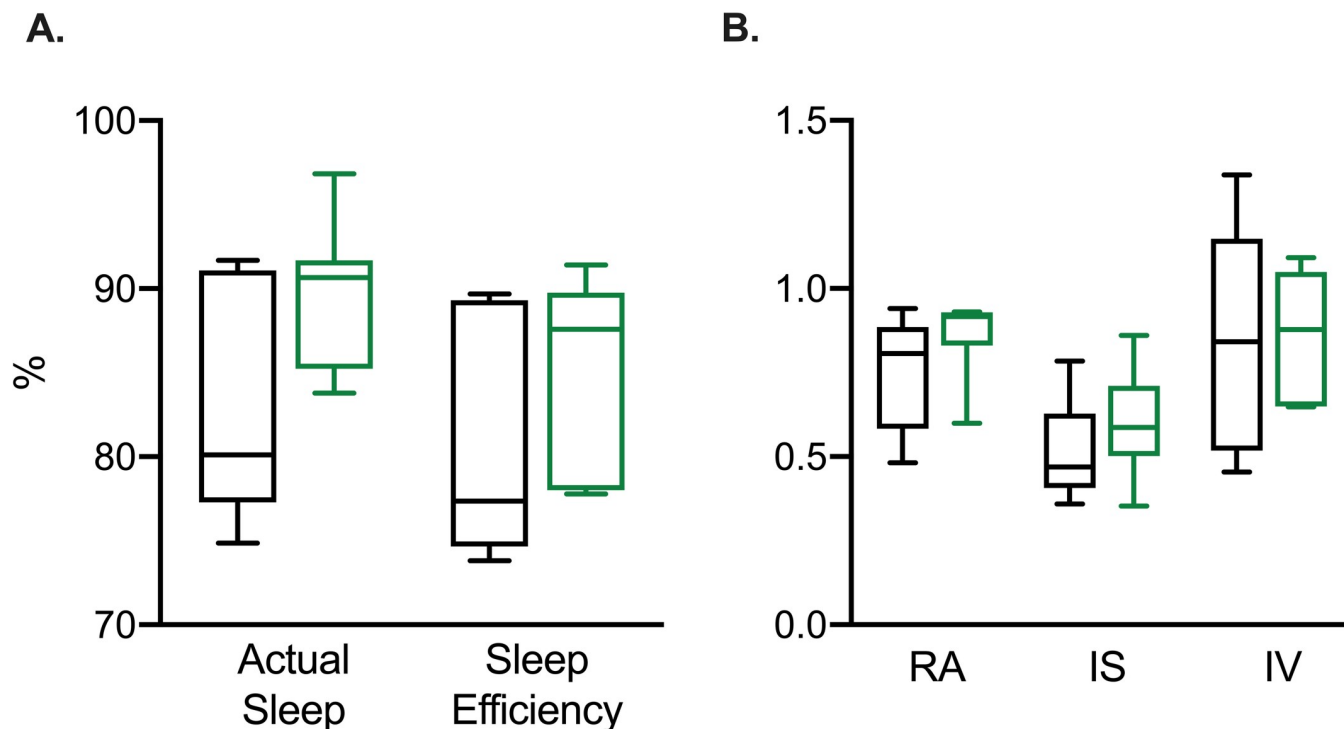 A.
100
90
80
70
%
Actual
Sleep
Sleep
Efficiency
B.
1.5
1.0
0.5
0.0
RA
IS
IV